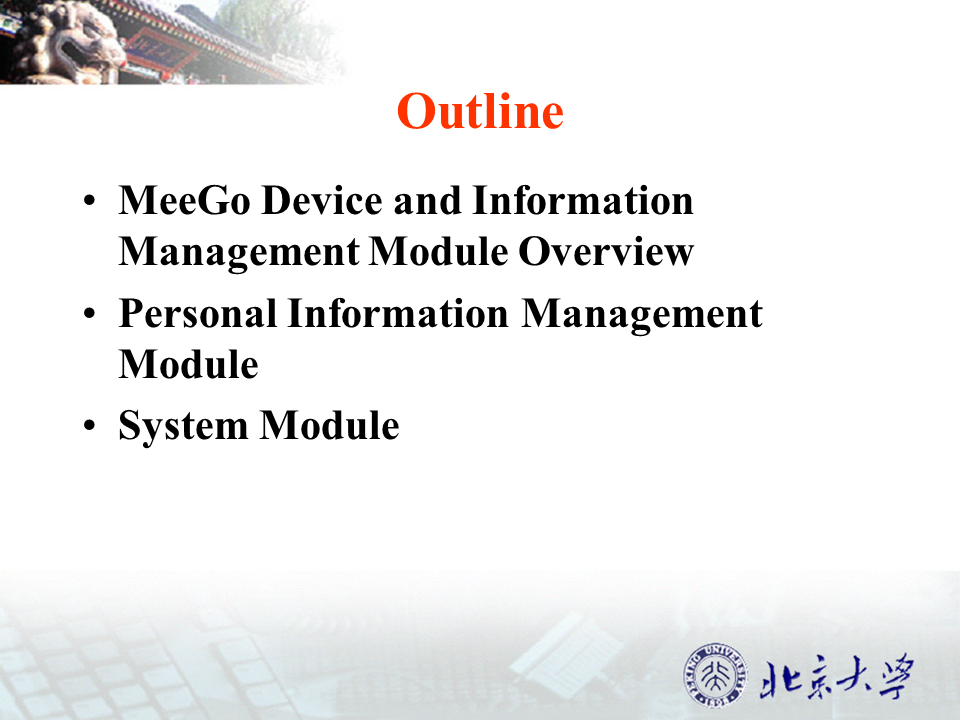 Outline
• MeeGo Device and Information
Management Module Overview
• Personal Information Management
Module
• System Module
PEKING UNIVERSITY
1898
北京大学